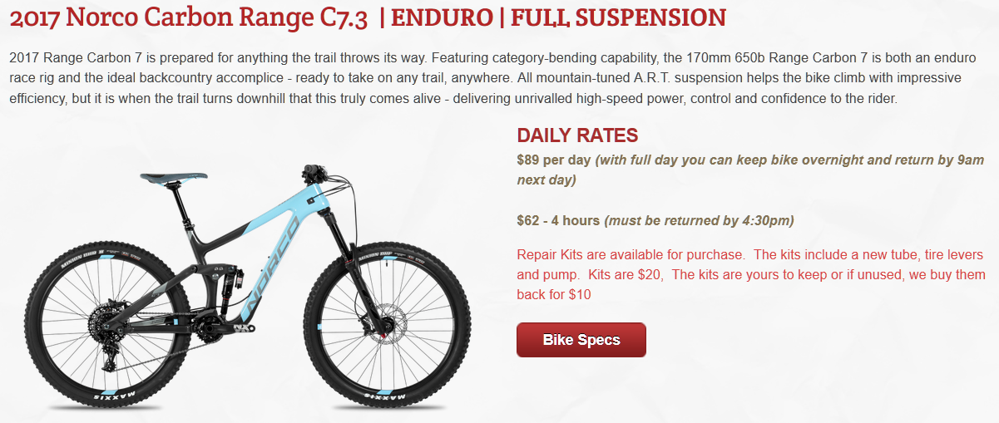 2017 Norco Carbon Range C7.3 | ENDURO | FULL SUSPENSION
2017 Range Carbon 7 is prepared for anything the trail throws its way. Featuring category-bending capability, the 170mm 650b Range Carbon 7 is both an enduro
race rig and the ideal backcountry accomplice - ready to take on any trail, anywhere. All mountain-tuned A.R.T. suspension helps the bike climb with impressive
efficiency, but it is when the trail turns downhill that this truly comes alive - delivering unrivalled high-speed power, control and confidence to the rider.
DAILY RATES
$89 per day (with full day you can keep bike overnight and return by 9am
next day)
$62 - 4 hours (must be returned by 4:30pm)
Repair Kits are available for purchase.  The kits include a new tube, tire levers
and pump.  Kits are $20,  The kits are yours to keep or if unused, we buy them
back for $10
Bike Specs
NORCO
MINION DHR II
MINION DHF
NX
MAXXIS
MAXXIS